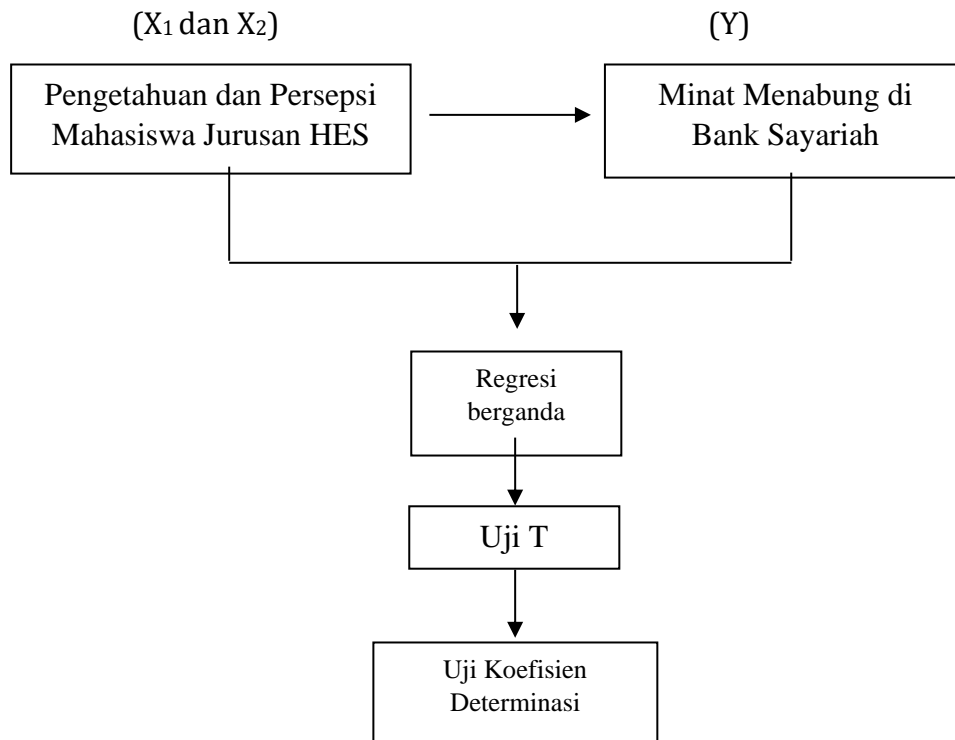 (X₁ dan X₂)
(Y)
Pengetahuan dan Persepsi
Mahasiswa Jurusan HES
Minat Menabung di
Bank Sayariah
Regresi
berganda
Uji T
Uji Koefisien
Determinasi